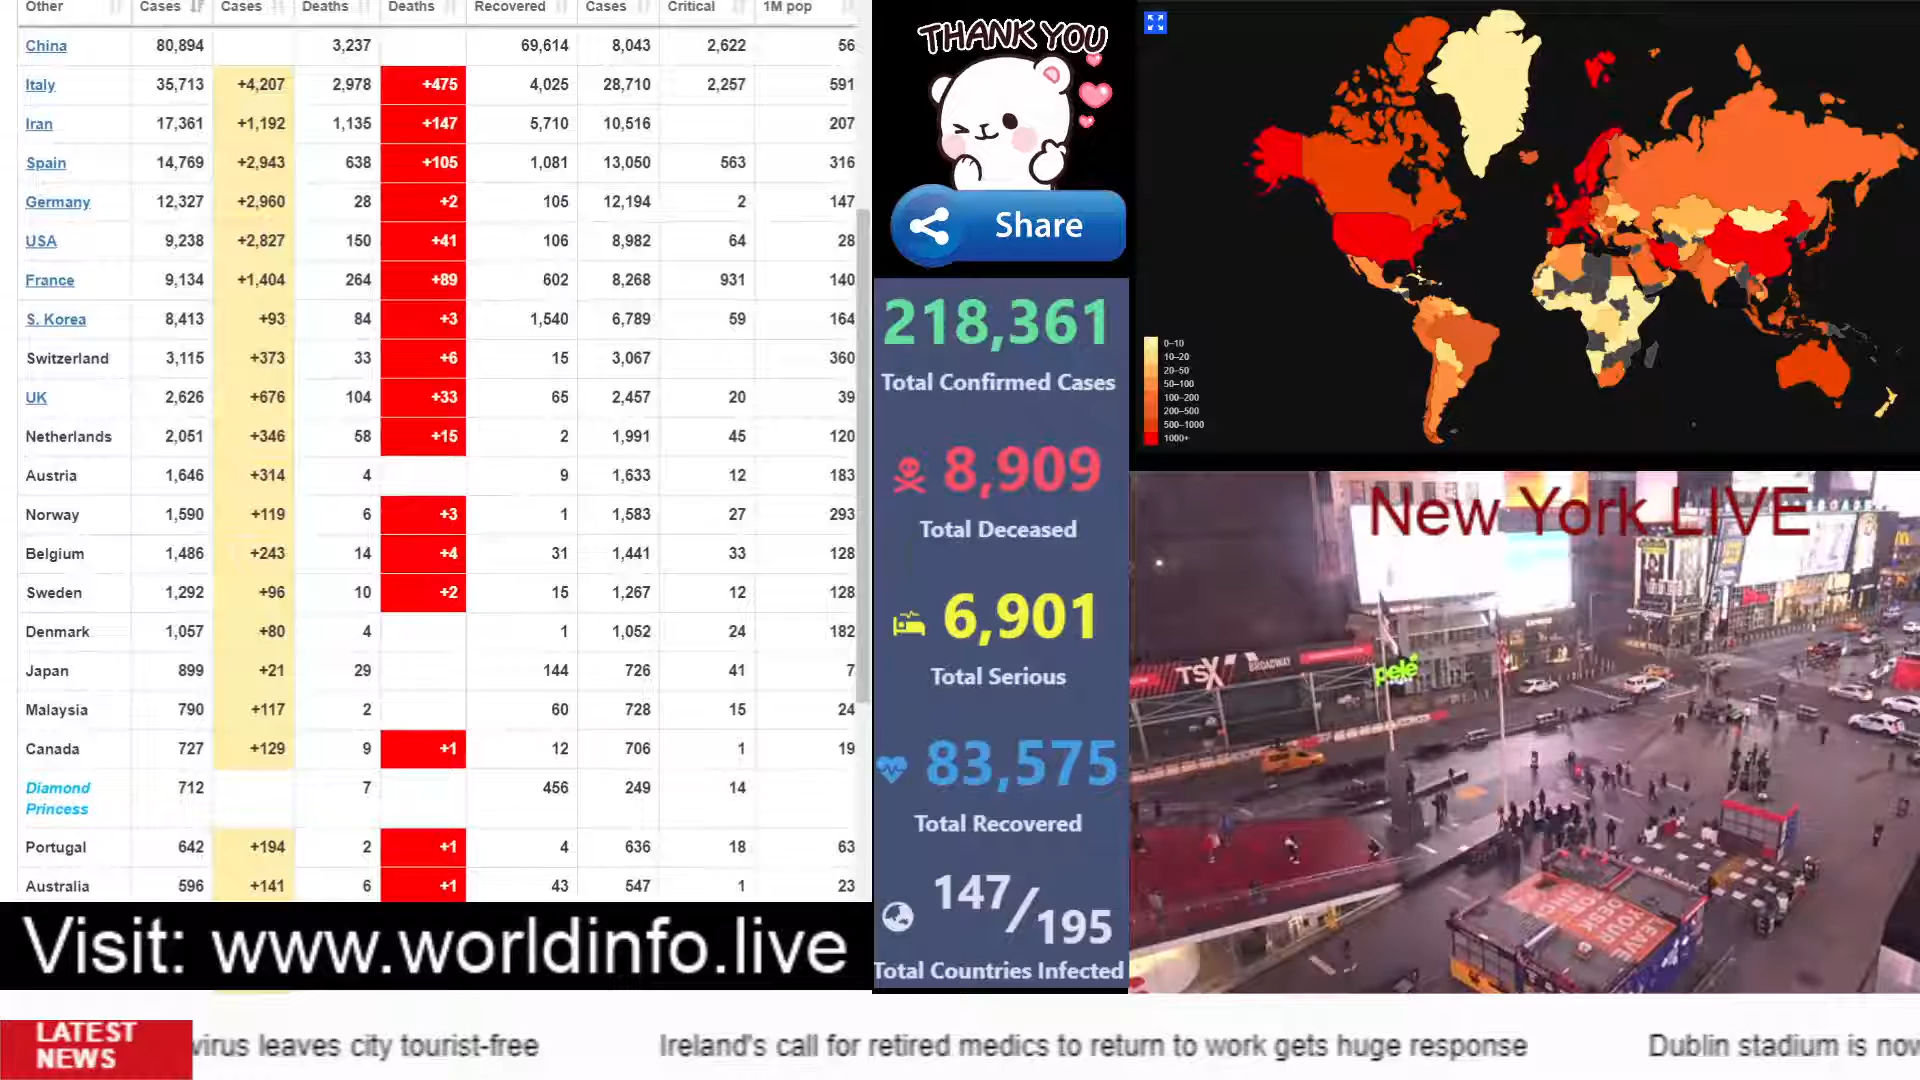 Other Cases Cases Deaths Deaths Recovered Cases Critical 1M pop
China 80,894 3,237 69,614 8,043 2,622 56
Italy 35,713 +4,207 2,978 +475 4,025 28,710 2,257 591
Iran 17,361 +1,192 1,135 +147 5,710 10,516 207
Spain 14,769 +2,943 638 +105 1,081 13,050 563 316
Germany 12,327 +2,960 28 +2 105 12,194 2 147
USA 9,238 +2,827 150 +41 106 8,982 64 28
France 9,134 +1,404 264 +89 602 8,268 931 140
S. Korea 8,413 +93 84 +3 1,540 6,789 59 164
Switzerland 3,115 +373 33 +6 15 3,067 360
UK 2,626 +676 104 +33 65 2,457 20 39
Netherlands 2,051 +346 58 +15 2 1,991 45 120
Austria 1,646 +314 4 9 1,633 12 183
Norway 1,590 +119 6 +3 1 1,583 27 293
Belgium 1,486 +243 14 +4 31 1,441 33 128
Sweden 1,292 +96 10 +2 15 1,267 12 128
Denmark 1,057 +80 4 1 1,052 24 182
Japan 899 +21 29 144 726 41 7
Malaysia 790 +117 2 60 728 15 24
Canada 727 +129 9 +1 12 706 1 19
Diamond 712 7 456 249 14
Princess
Portugal 642 +194 2 +1 4 636 18 63
Australia 596 +141 6 +1 43 547 1 23
Visit: www.worldinfo.live
THANK YOU
Share
218,361
Total Confirmed Cases
8,909
Total Deceased
6,901
Total Serious
83,575
Total Recovered
147/195
Total Countries Infected
0–10
10–20
20–50
50–100
100–200
200–500
500–1000
1000+
New York LIVE
TSX BROADWAY
pele
LEAVE
YOUR
DESK
FOR
LATEST
NEWS
virus leaves city tourist-free Ireland's call for retired medics to return to work gets huge response Dublin stadium is now